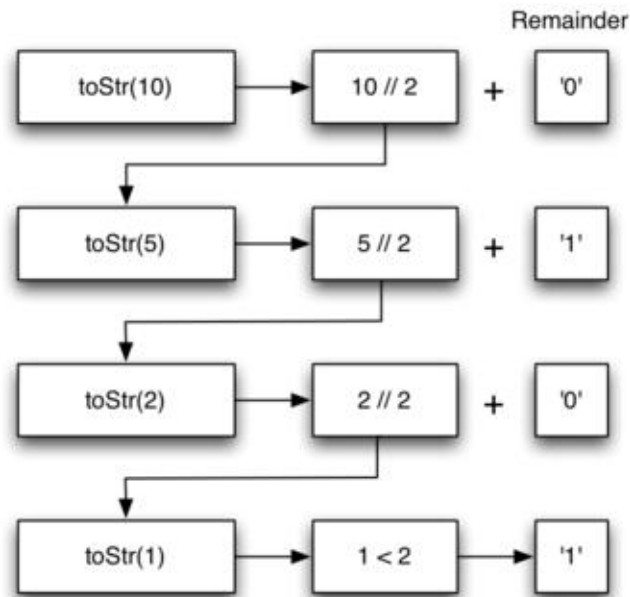 Remainder
toStr(10) 10 // 2 + '0'
toStr(5) 5 // 2 + '1'
toStr(2) 2 // 2 + '0'
toStr(1) 1 < 2 '1'